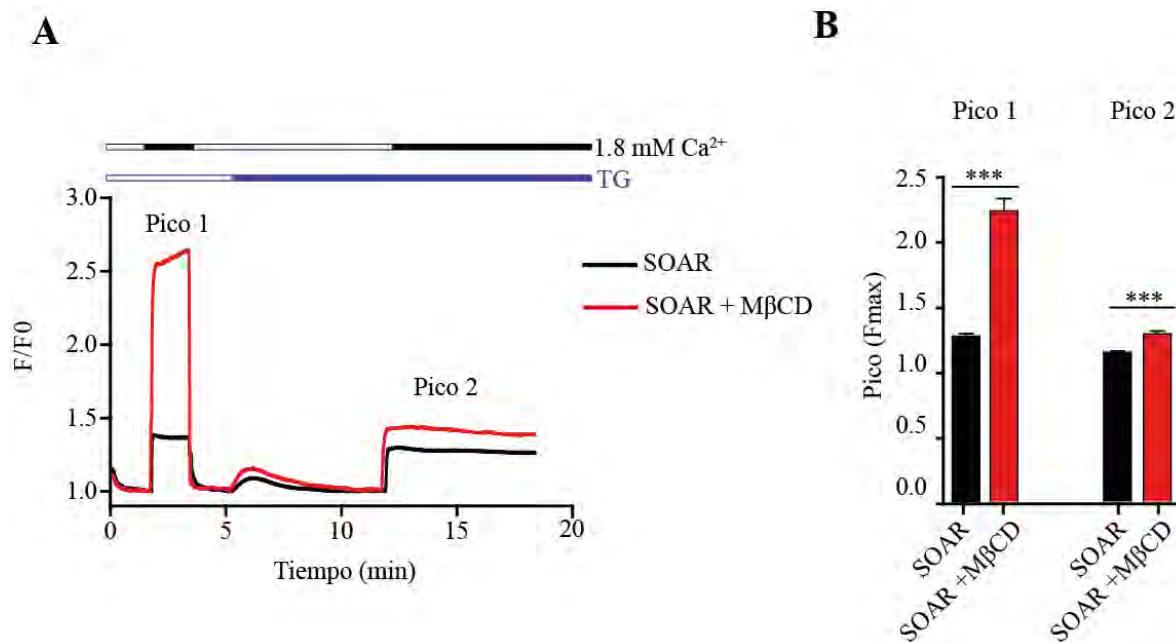 A
1.8 mM Ca²⁺
TG
3.0
2.5
2.0
1.5
1.0
F/F0
Pico 1
Pico 2
0
5
10
15
20
Tiempo (min)
SOAR
SOAR + MβCD
B
Pico 1
Pico 2
2.5
2.0
1.5
1.0
0.5
0.0
Pico (Fmax)
***
***
SOAR
SOAR +MβCD
SOAR
SOAR +MβCD